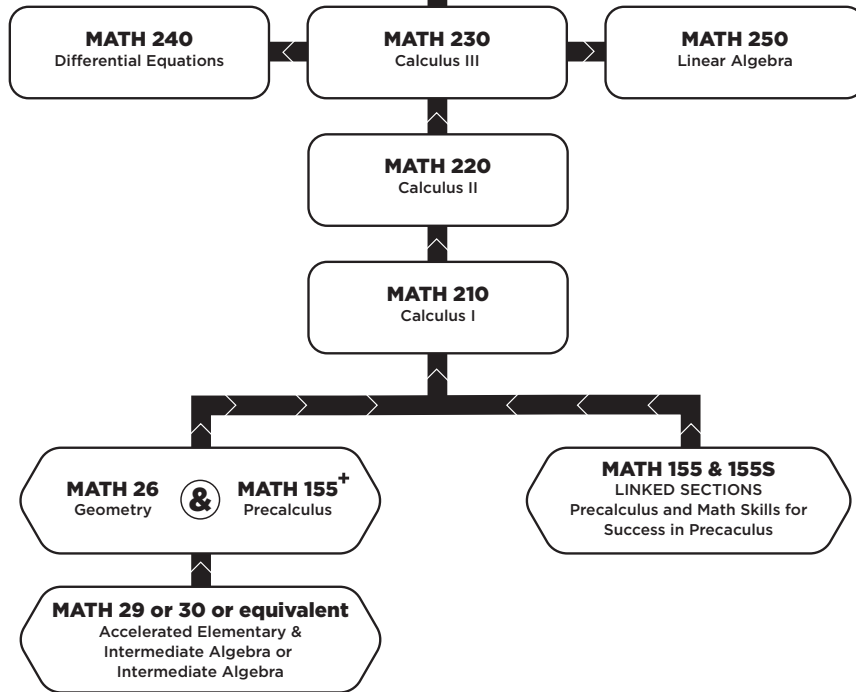 MATH 240
Differential Equations
MATH 230
Calculus III
MATH 250
Linear Algebra
MATH 220
Calculus II
MATH 210
Calculus I
MATH 26
Geometry
&
MATH 155+
Precalculus
MATH 155 & 155S
LINKED SECTIONS
Precalculus and Math Skills for
Success in Precaculus
MATH 29 or 30 or equivalent
Accelerated Elementary &
Intermediate Algebra or
Intermediate Algebra